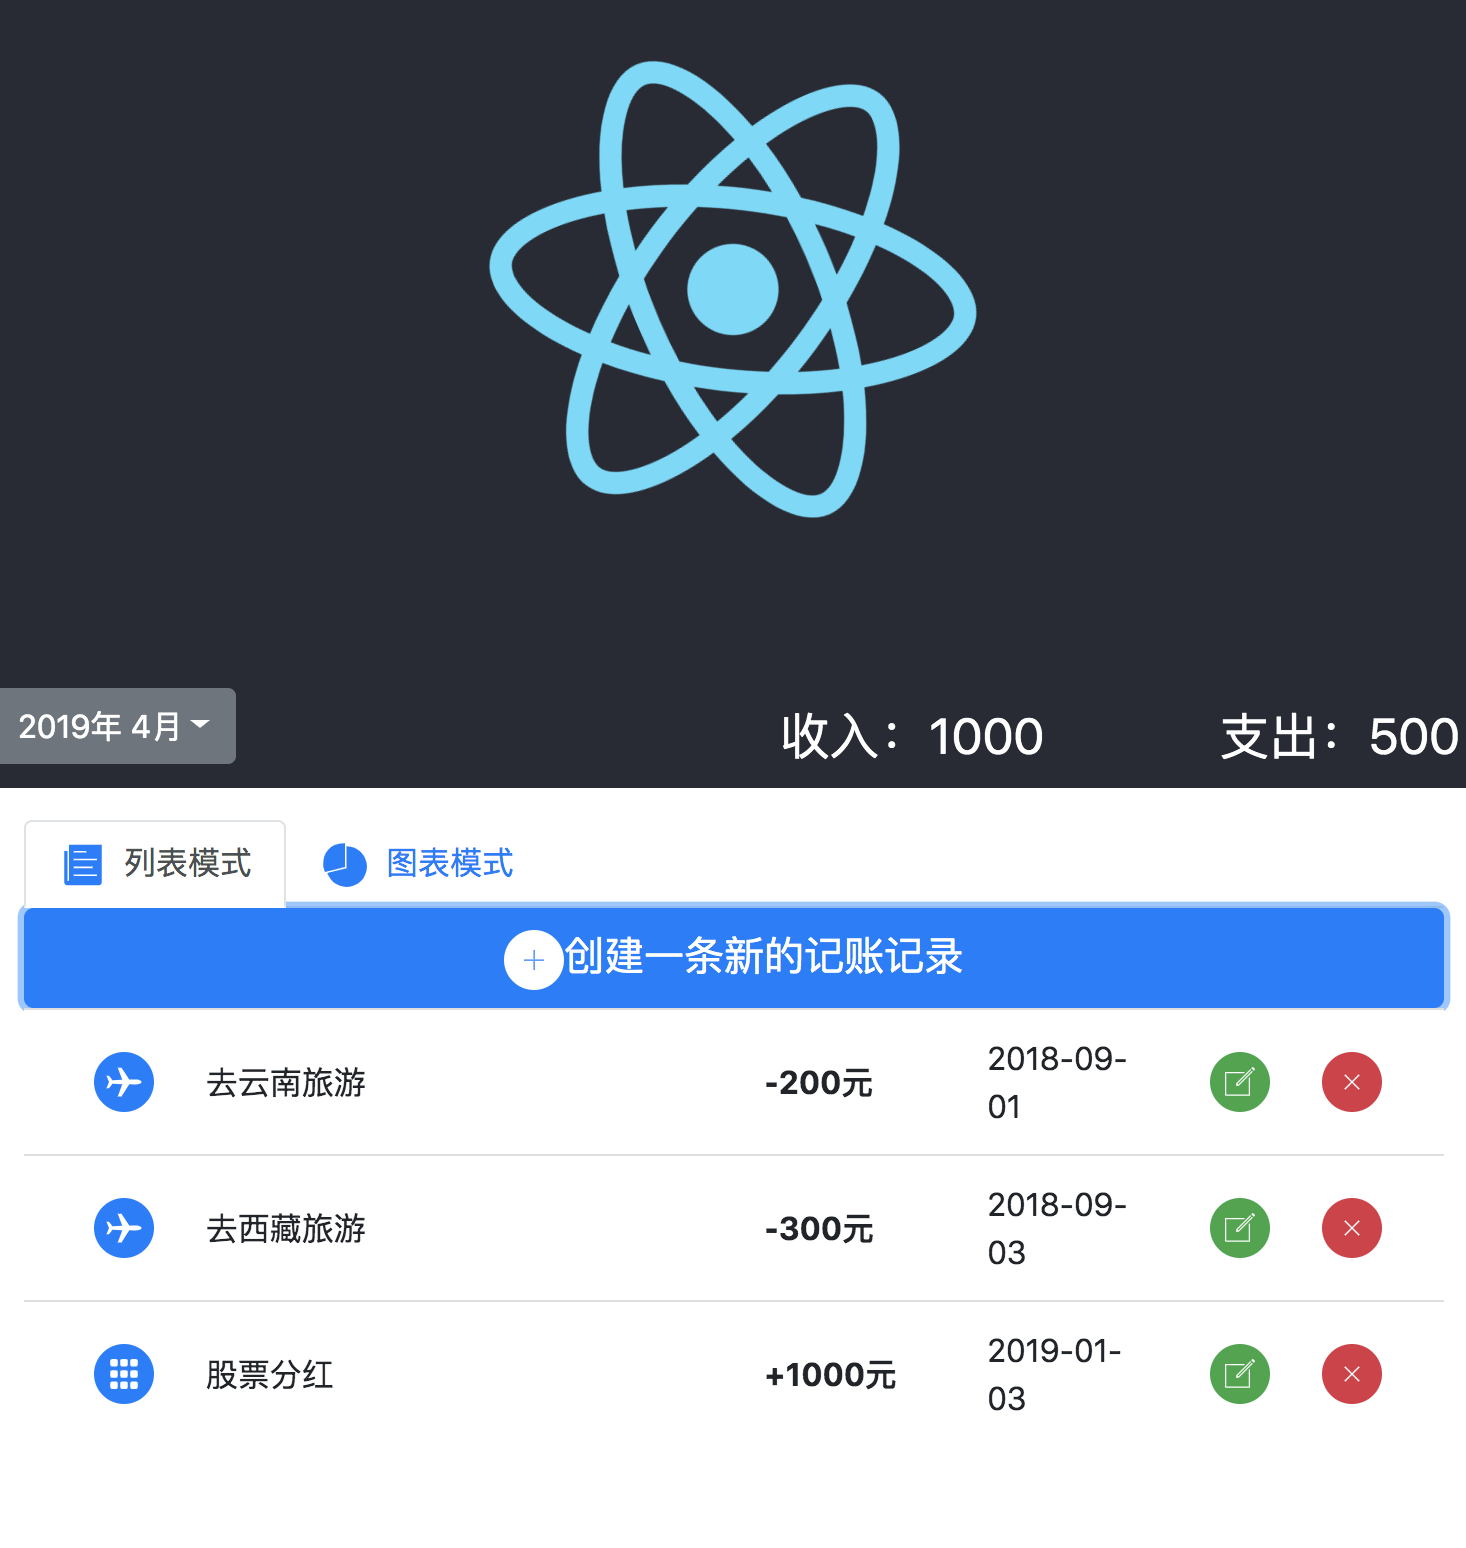 2019年 4月
收入：1000
支出：500
列表模式
图表模式
创建一条新的记账记录
去云南旅游
-200元
2018-09-
01
去西藏旅游
-300元
2018-09-
03
股票分红
+1000元
2019-01-
03